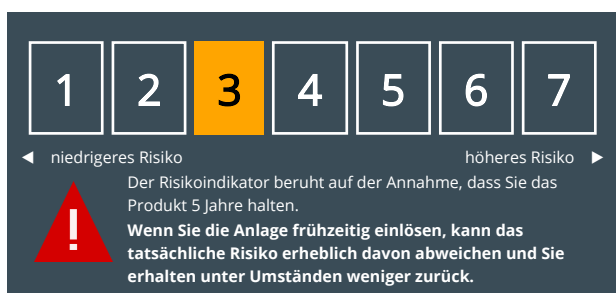 1 2 3 4 5 6 7
◀ niedrigeres Risiko höheres Risiko ▶
Der Risikoindikator beruht auf der Annahme, dass Sie das
Produkt 5 Jahre halten.
Wenn Sie die Anlage frühzeitig einlösen, kann das
tatsächliche Risiko erheblich davon abweichen und Sie
erhalten unter Umständen weniger zurück.
!